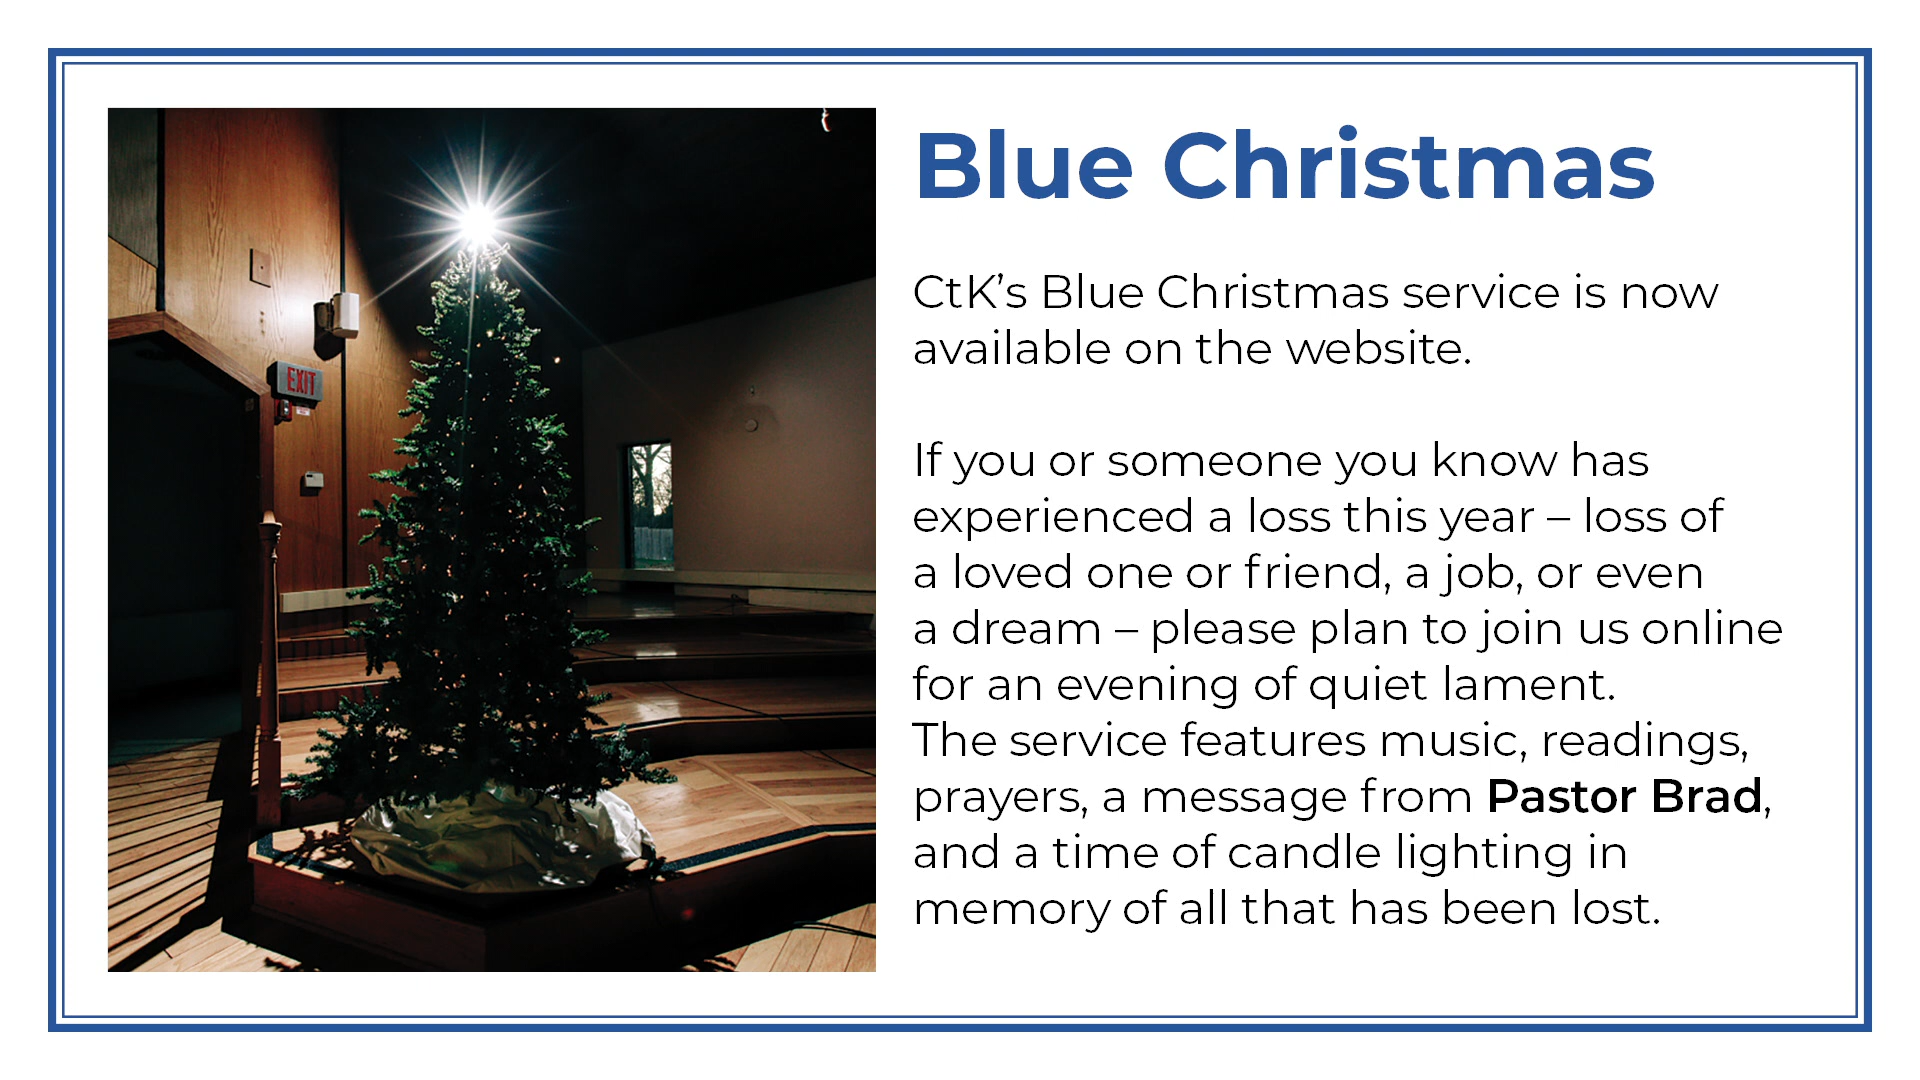 EXIT
Blue Christmas
CtK’s Blue Christmas service is now
available on the website.
If you or someone you know has
experienced a loss this year – loss of
a loved one or friend, a job, or even
a dream – please plan to join us online
for an evening of quiet lament.
The service features music, readings,
prayers, a message from Pastor Brad,
and a time of candle lighting in
memory of all that has been lost.